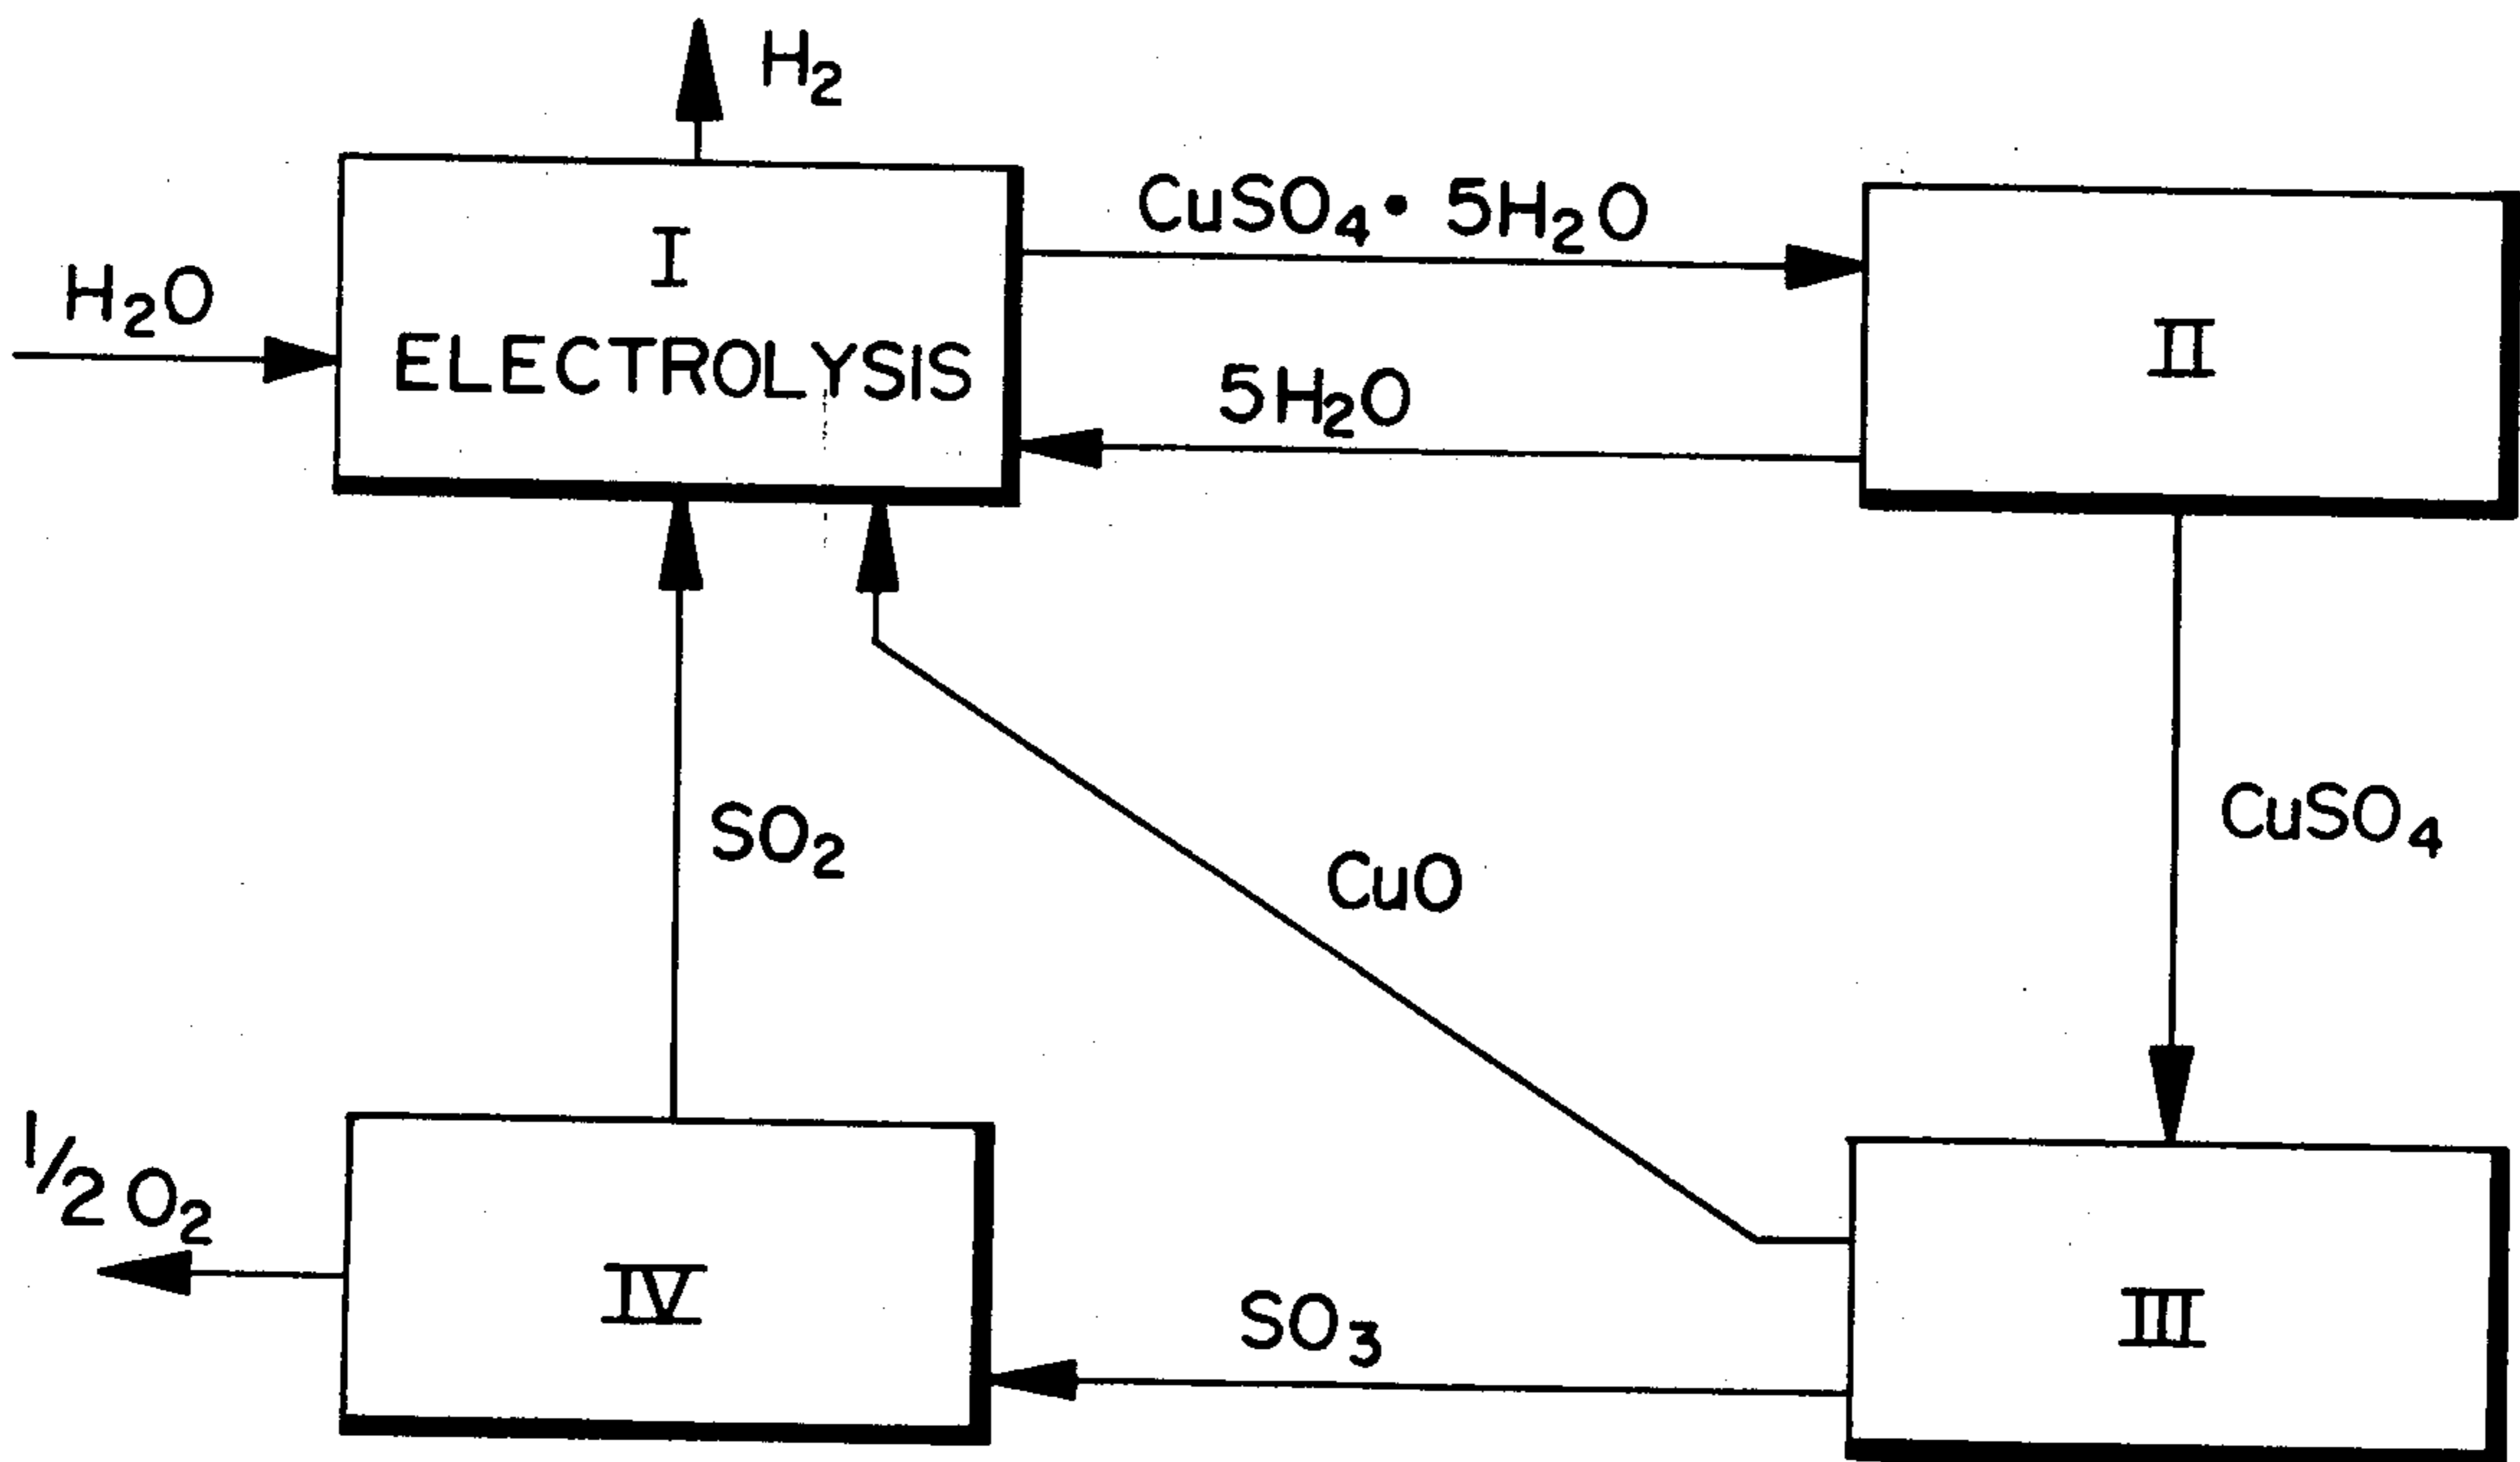 H₂
CuSO₄• 5H₂O
I
H₂O
ELECTROLYSIS
II
5H₂O
SO₂
CuO
CuSO₄
1/2 O₂
IV
SO₃
III